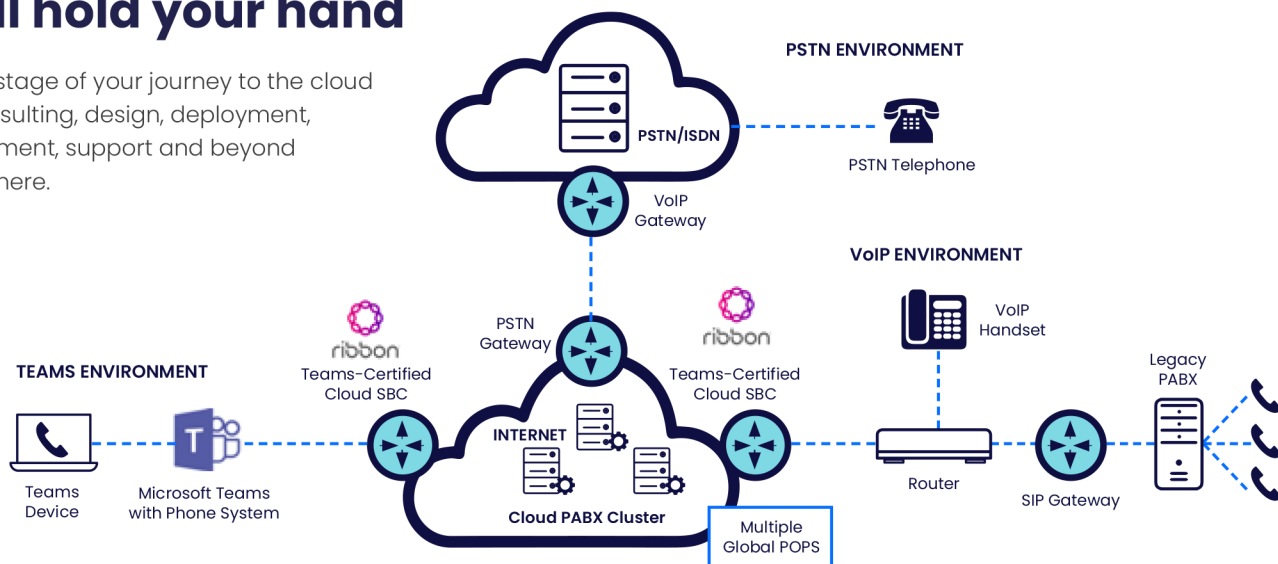 ll hold your hand
stage of your journey to the cloud
sulting, design, deployment,
ment, support and beyond
here.
PSTN ENVIRONMENT
PSTN/ISDN
PSTN Telephone
VoIP
Gateway
VoIP ENVIRONMENT
VoIP
Handset
PSTN
Gateway
ribbon
Teams-Certified
Cloud SBC
ribbon
Teams-Certified
Cloud SBC
Legacy
PABX
TEAMS ENVIRONMENT
T
INTERNET
Teams
Device
Microsoft Teams
with Phone System
Cloud PABX Cluster
Router
SIP Gateway
Multiple
Global POPS